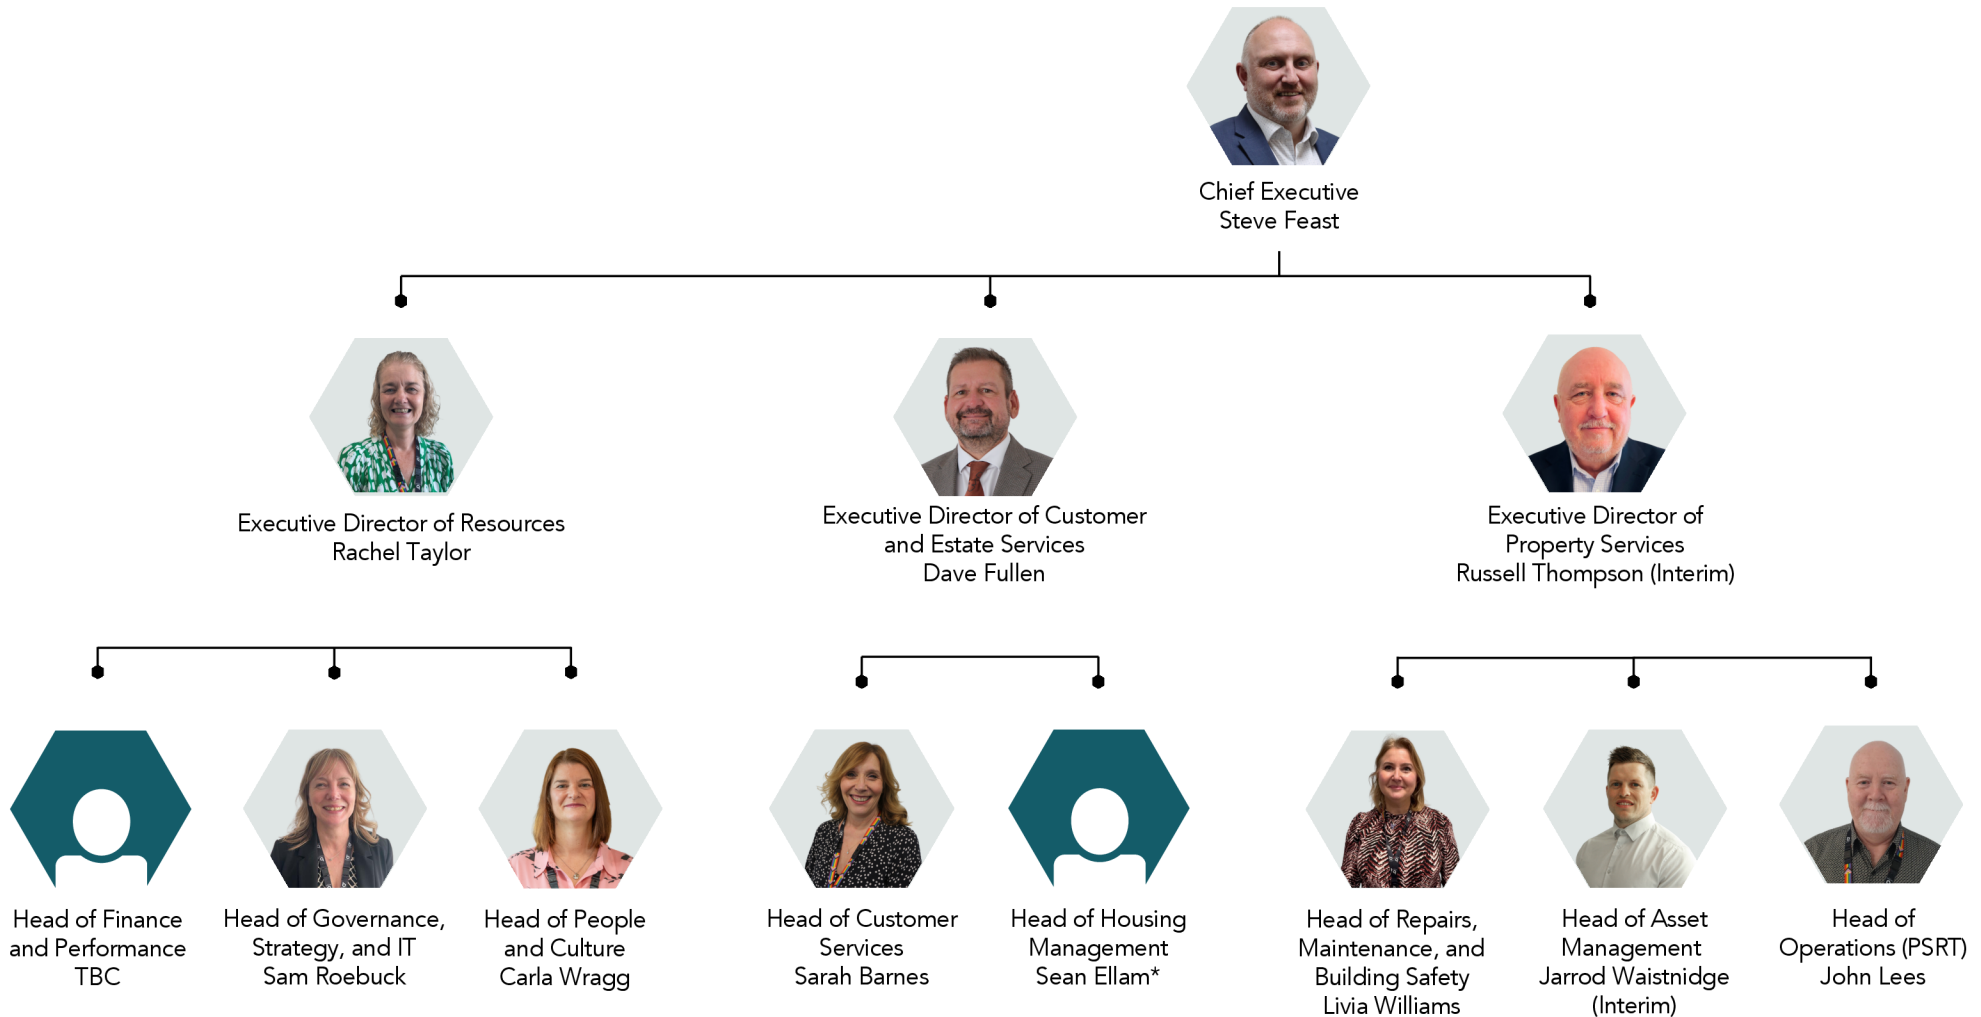 Chief Executive
Steve Feast
Executive Director of Resources
Rachel Taylor
Executive Director of Customer
and Estate Services
Dave Fullen
Executive Director of
Property Services
Russell Thompson (Interim)
Head of Finance
and Performance
TBC
Head of Governance,
Strategy, and IT
Sam Roebuck
Head of People
and Culture
Carla Wragg
Head of Customer
Services
Sarah Barnes
Head of Housing
Management
Sean Ellam*
Head of Repairs,
Maintenance, and
Building Safety
Livia Williams
Head of Asset
Management
Jarrod Waistnidge
(Interim)
Head of
Operations (PSRT)
John Lees